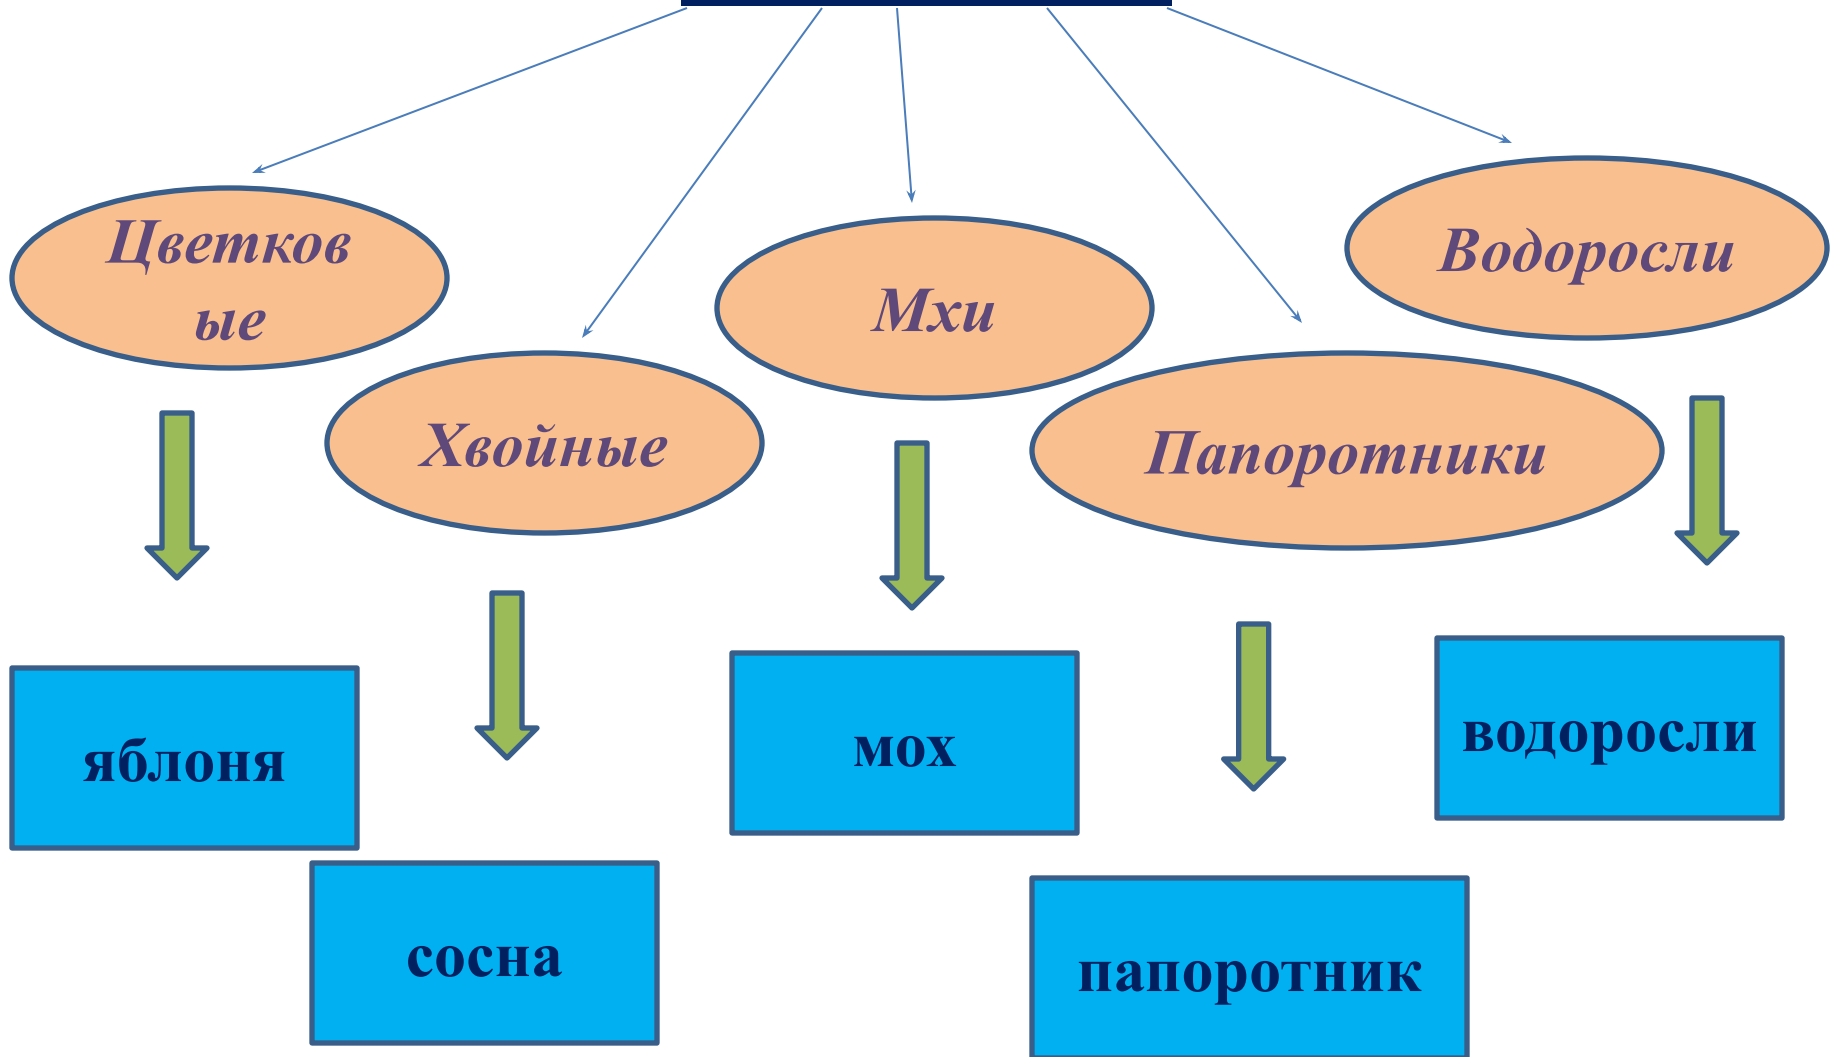 Цветков
ые
Хвойные
Мхи
Папоротники
Водоросли
яблоня
сосна
мох
папоротник
водоросли